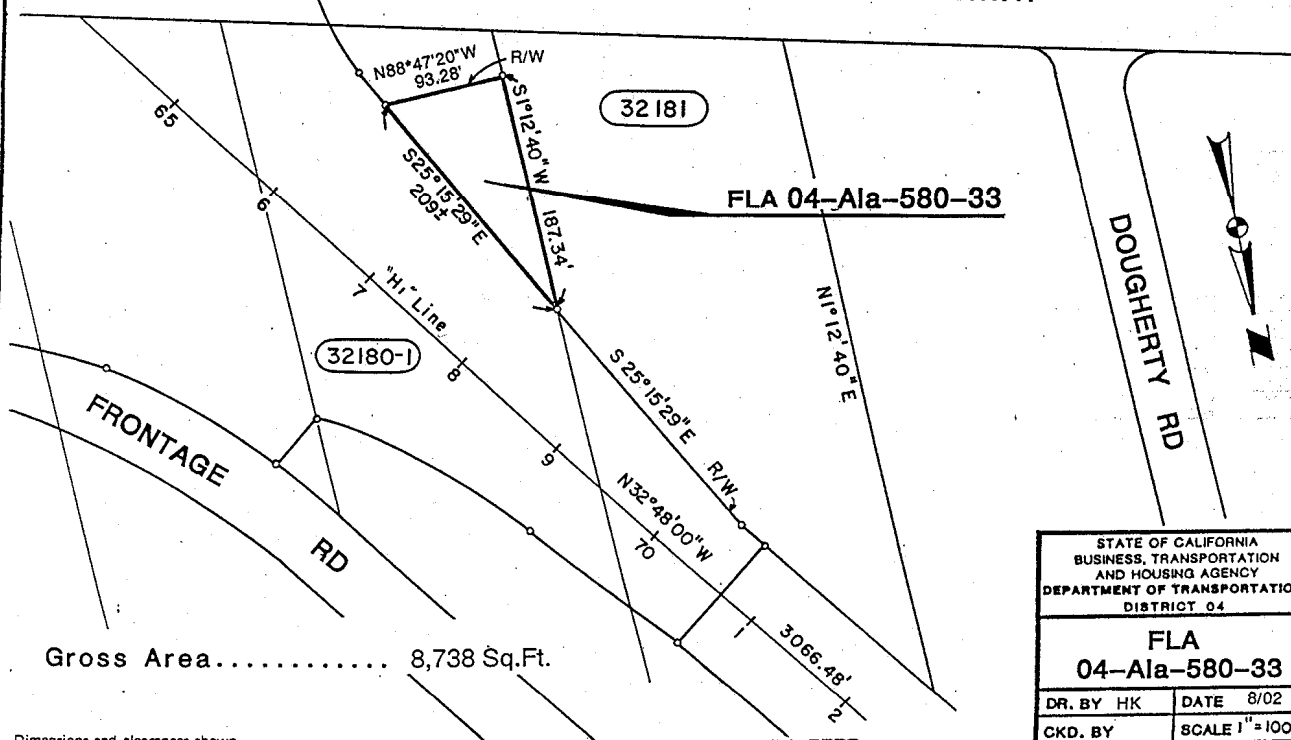 N88°47'20"W
93.28'
R/W
S1°12'40"W
187.34'
32181
65
S25°15'29"E
209±
6
FLA 04-Ala-580-33
DOUGHERTY RD
"H1" Line
7
N1°12'40"E
32180-1
8
S25°15'29"E
FRONTAGE
RD
9
R/W
N32°48'00"W
70
1
3066.48'
2
Gross Area............. 8,738 Sq.Ft.
STATE OF CALIFORNIA
BUSINESS, TRANSPORTATION
AND HOUSING AGENCY
DEPARTMENT OF TRANSPORTATIO
DISTRICT 04
FLA
04-Ala-580-33
DR. BY HK
DATE 8/02
CKD. BY
SCALE 1"=100